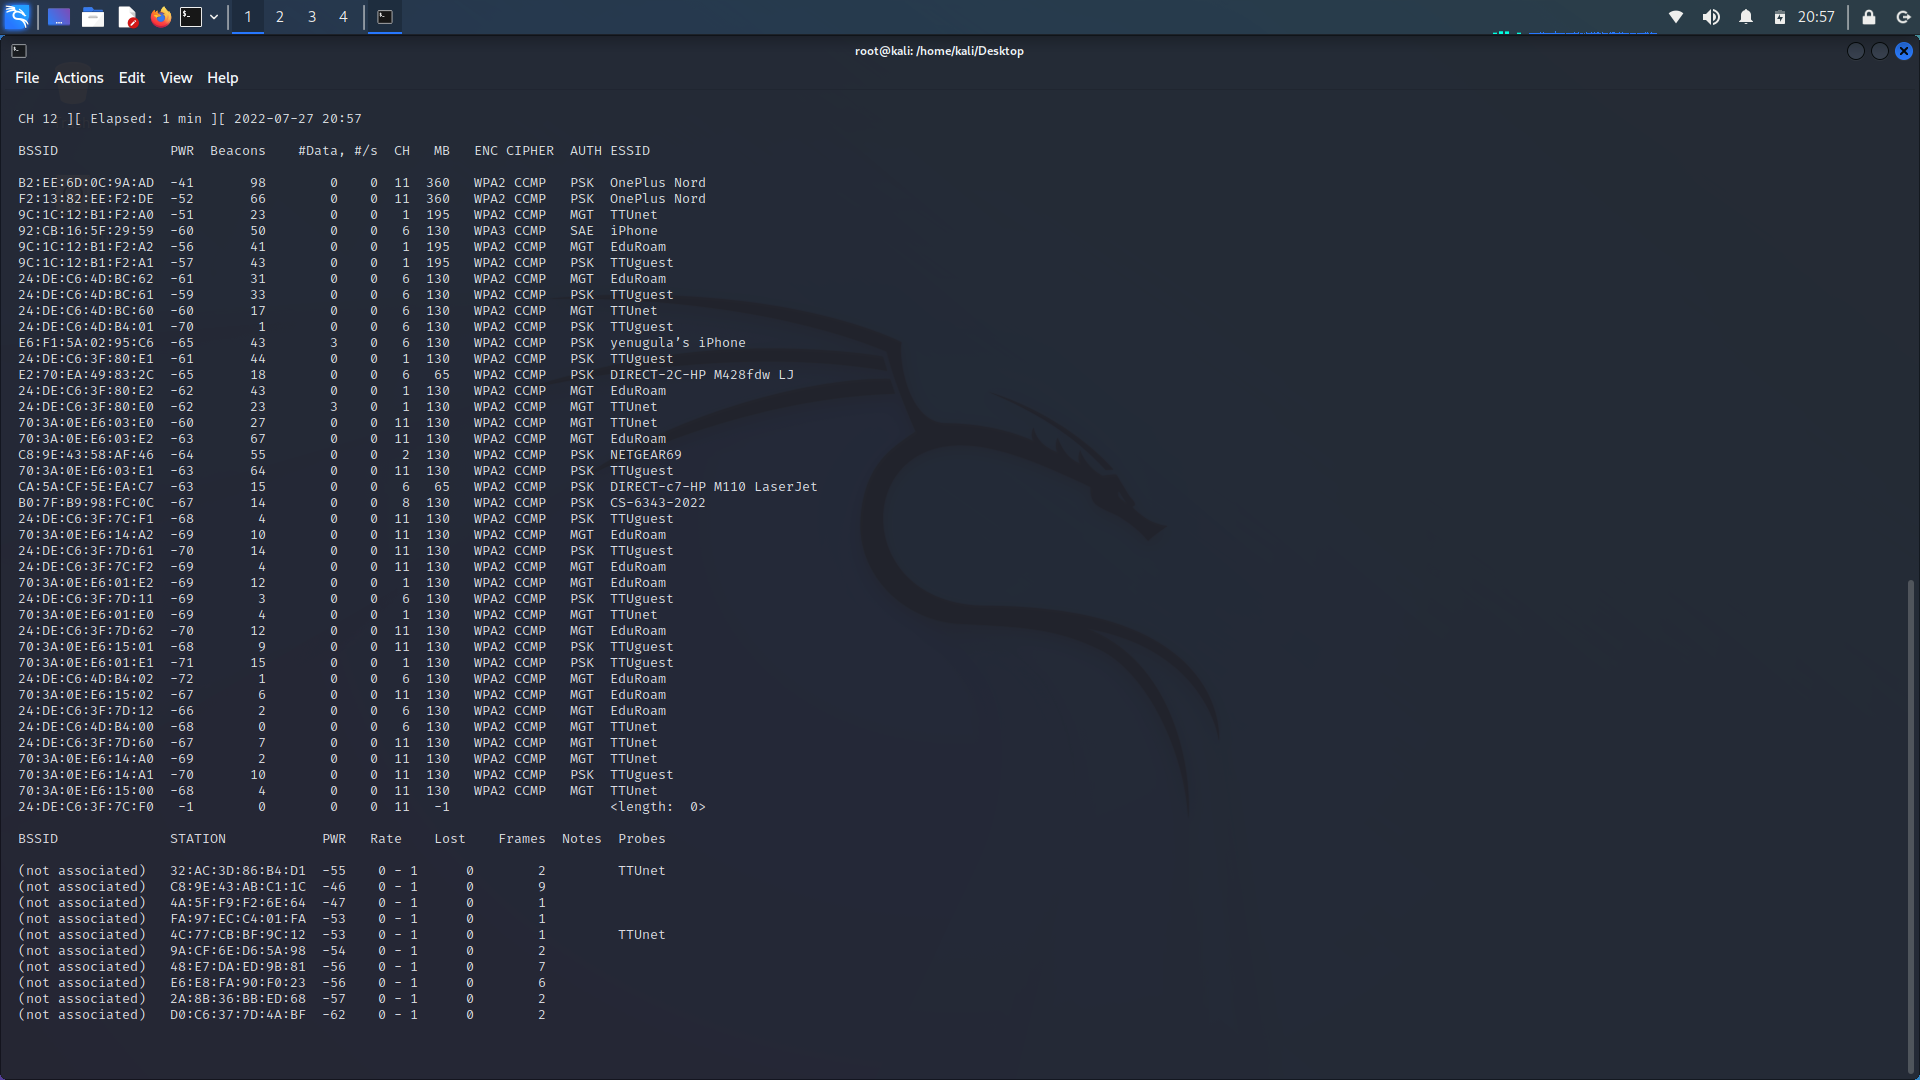 1 2 3 4 20:57
root@kali: /home/kali/Desktop
File Actions Edit View Help
CH 12 ][ Elapsed: 1 min ][ 2022-07-27 20:57
BSSID PWR Beacons #Data, #/s CH MB ENC CIPHER AUTH ESSID
B2:EE:6D:0C:9A:AD -41 98 0 0 11 360 WPA2 CCMP PSK OnePlus Nord
F2:13:82:EE:F2:DE -52 66 0 0 11 360 WPA2 CCMP PSK OnePlus Nord
9C:1C:12:B1:F2:A0 -51 23 0 0 1 195 WPA2 CCMP MGT TTUnet
92:CB:16:5F:29:59 -60 50 0 0 6 130 WPA3 CCMP SAE iPhone
9C:1C:12:B1:F2:A2 -56 41 0 0 1 195 WPA2 CCMP MGT EduRoam
9C:1C:12:B1:F2:A1 -57 43 0 0 1 195 WPA2 CCMP PSK TTUguest
24:DE:C6:4D:BC:62 -61 31 0 0 6 130 WPA2 CCMP MGT EduRoam
24:DE:C6:4D:BC:61 -59 33 0 0 6 130 WPA2 CCMP PSK TTUguest
24:DE:C6:4D:BC:60 -60 17 0 0 6 130 WPA2 CCMP MGT TTUnet
24:DE:C6:4D:B4:01 -70 1 0 0 6 130 WPA2 CCMP PSK TTUguest
E6:F1:5A:02:95:C6 -65 43 3 0 6 130 WPA2 CCMP PSK yenugula’s iPhone
24:DE:C6:3F:80:E1 -61 44 0 0 1 130 WPA2 CCMP PSK TTUguest
E2:70:EA:49:83:2C -65 18 0 0 6 65 WPA2 CCMP PSK DIRECT-2C-HP M428fdw LJ
24:DE:C6:3F:80:E2 -62 43 0 0 1 130 WPA2 CCMP MGT EduRoam
24:DE:C6:3F:80:E0 -62 23 3 0 1 130 WPA2 CCMP MGT TTUnet
70:3A:0E:E6:03:E0 -60 27 0 0 11 130 WPA2 CCMP MGT TTUnet
70:3A:0E:E6:03:E2 -63 67 0 0 11 130 WPA2 CCMP MGT EduRoam
C8:9E:43:58:AF:46 -64 55 0 0 2 130 WPA2 CCMP PSK NETGEAR69
70:3A:0E:E6:03:E1 -63 64 0 0 11 130 WPA2 CCMP PSK TTUguest
CA:5A:CF:5E:EA:C7 -63 15 0 0 6 65 WPA2 CCMP PSK DIRECT-c7-HP M110 LaserJet
B0:7F:B9:98:FC:0C -67 14 0 0 8 130 WPA2 CCMP PSK CS-6343-2022
24:DE:C6:3F:7C:F1 -68 4 0 0 11 130 WPA2 CCMP PSK TTUguest
70:3A:0E:E6:14:A2 -69 10 0 0 11 130 WPA2 CCMP MGT EduRoam
24:DE:C6:3F:7D:61 -70 14 0 0 11 130 WPA2 CCMP PSK TTUguest
24:DE:C6:3F:7C:F2 -69 4 0 0 11 130 WPA2 CCMP MGT EduRoam
70:3A:0E:E6:01:E2 -69 12 0 0 1 130 WPA2 CCMP MGT EduRoam
24:DE:C6:3F:7D:11 -69 3 0 0 6 130 WPA2 CCMP PSK TTUguest
70:3A:0E:E6:01:E0 -69 4 0 0 1 130 WPA2 CCMP MGT TTUnet
24:DE:C6:3F:7D:62 -70 12 0 0 11 130 WPA2 CCMP MGT EduRoam
70:3A:0E:E6:15:01 -68 9 0 0 11 130 WPA2 CCMP PSK TTUguest
70:3A:0E:E6:01:E1 -71 15 0 0 1 130 WPA2 CCMP PSK TTUguest
24:DE:C6:4D:B4:02 -72 1 0 0 6 130 WPA2 CCMP MGT EduRoam
70:3A:0E:E6:15:02 -67 6 0 0 11 130 WPA2 CCMP MGT EduRoam
24:DE:C6:3F:7D:12 -66 2 0 0 6 130 WPA2 CCMP MGT EduRoam
24:DE:C6:4D:B4:00 -68 0 0 0 6 130 WPA2 CCMP MGT TTUnet
24:DE:C6:3F:7D:60 -67 7 0 0 11 130 WPA2 CCMP MGT TTUnet
70:3A:0E:E6:14:A0 -69 2 0 0 11 130 WPA2 CCMP MGT TTUnet
70:3A:0E:E6:14:A1 -70 10 0 0 11 130 WPA2 CCMP PSK TTUguest
70:3A:0E:E6:15:00 -68 4 0 0 11 130 WPA2 CCMP MGT TTUnet
24:DE:C6:3F:7C:F0 -1 0 0 0 11 -1 <length: 0>
BSSID STATION PWR Rate Lost Frames Notes Probes
(not associated) 32:AC:3D:86:B4:D1 -55 0 - 1 0 2 TTUnet
(not associated) C8:9E:43:AB:C1:1C -46 0 - 1 0 9
(not associated) 4A:5F:F9:F2:6E:64 -47 0 - 1 0 1
(not associated) FA:97:EC:C4:01:FA -53 0 - 1 0 1
(not associated) 4C:77:CB:BF:9C:12 -53 0 - 1 0 1 TTUnet
(not associated) 9A:CF:6E:D6:5A:98 -54 0 - 1 0 2
(not associated) 48:E7:DA:ED:9B:81 -56 0 - 1 0 7
(not associated) E6:E8:FA:90:F0:23 -56 0 - 1 0 6
(not associated) 2A:8B:36:BB:ED:68 -57 0 - 1 0 2
(not associated) D0:C6:37:7D:4A:BF -62 0 - 1 0 2